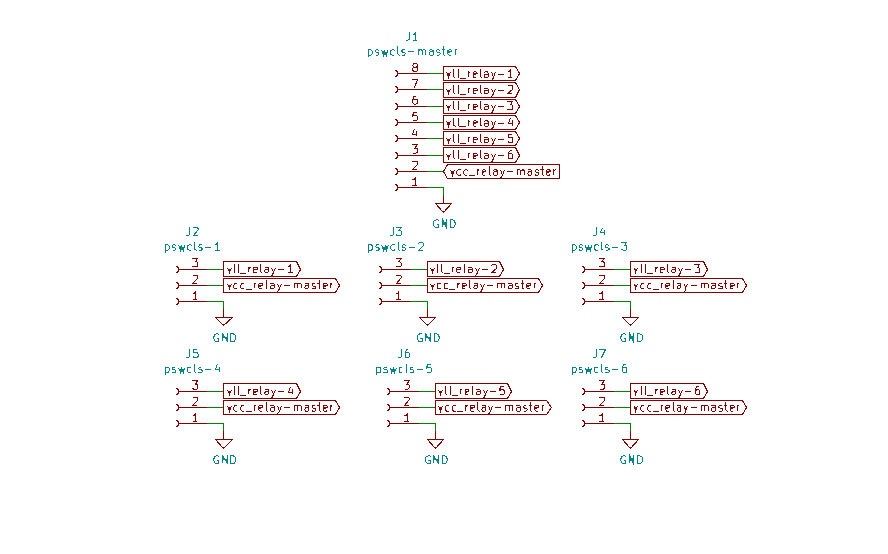 J1
pswcls-master
8 vll_relay-1
7 vll_relay-2
6 vll_relay-3
5 vll_relay-4
4 vll_relay-5
3 vll_relay-6
2 vcc_relay-master
1
GND
J2 J3 J4
pswcls-1 pswcls-2 pswcls-3
3 vll_relay-1 3 vll_relay-2 3 vll_relay-3
2 vcc_relay-master 2 vcc_relay-master 2 vcc_relay-master
1 1 1
GND GND GND
J5 J6 J7
pswcls-4 pswcls-5 pswcls-6
3 vll_relay-4 3 vll_relay-5 3 vll_relay-6
2 vcc_relay-master 2 vcc_relay-master 2 vcc_relay-master
1 1 1
GND GND GND